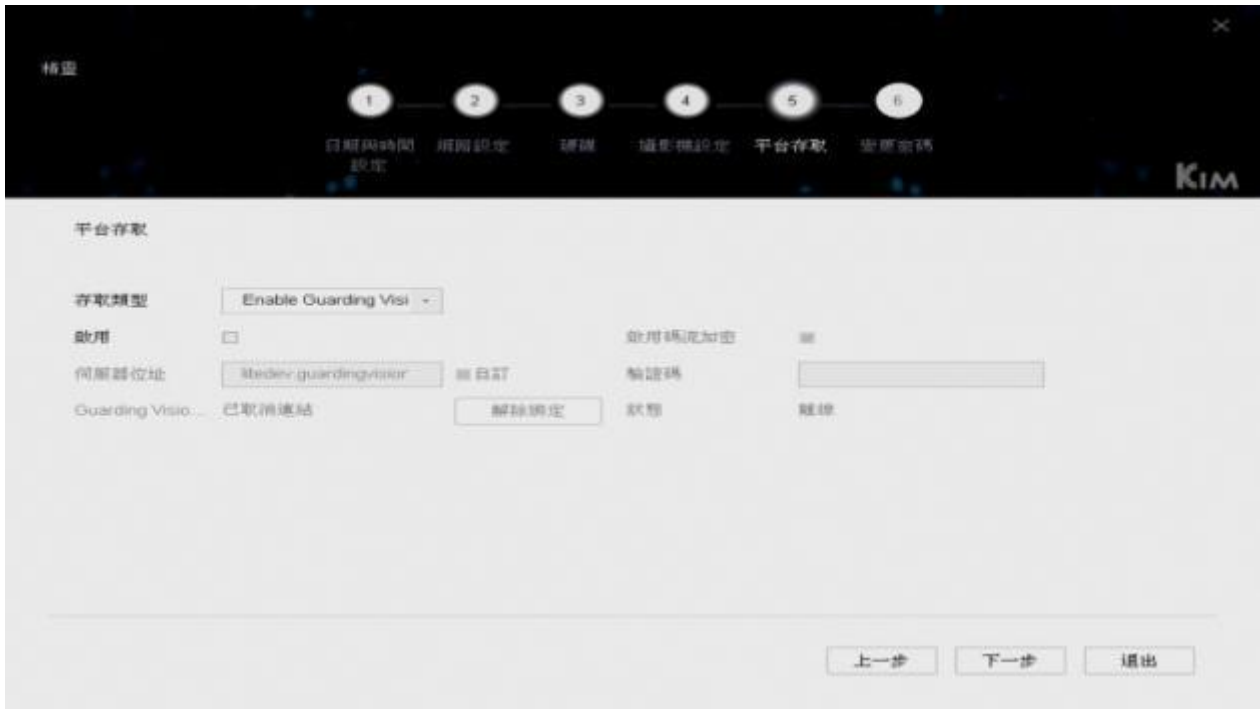 精靈
1 2 3 4 5 6
日期與時間設定 網路設定 硬碟 攝影機設定 平台存取 變更密碼
KIM
平台存取
存取類型 Enable Guarding Visi
啟用 啟用碼流加密
伺服器位址 litedev.guardingvision 自訂 驗證碼
Guarding Visio... 已取消連結 解除綁定 狀態 離線
上一步 下一步 退出